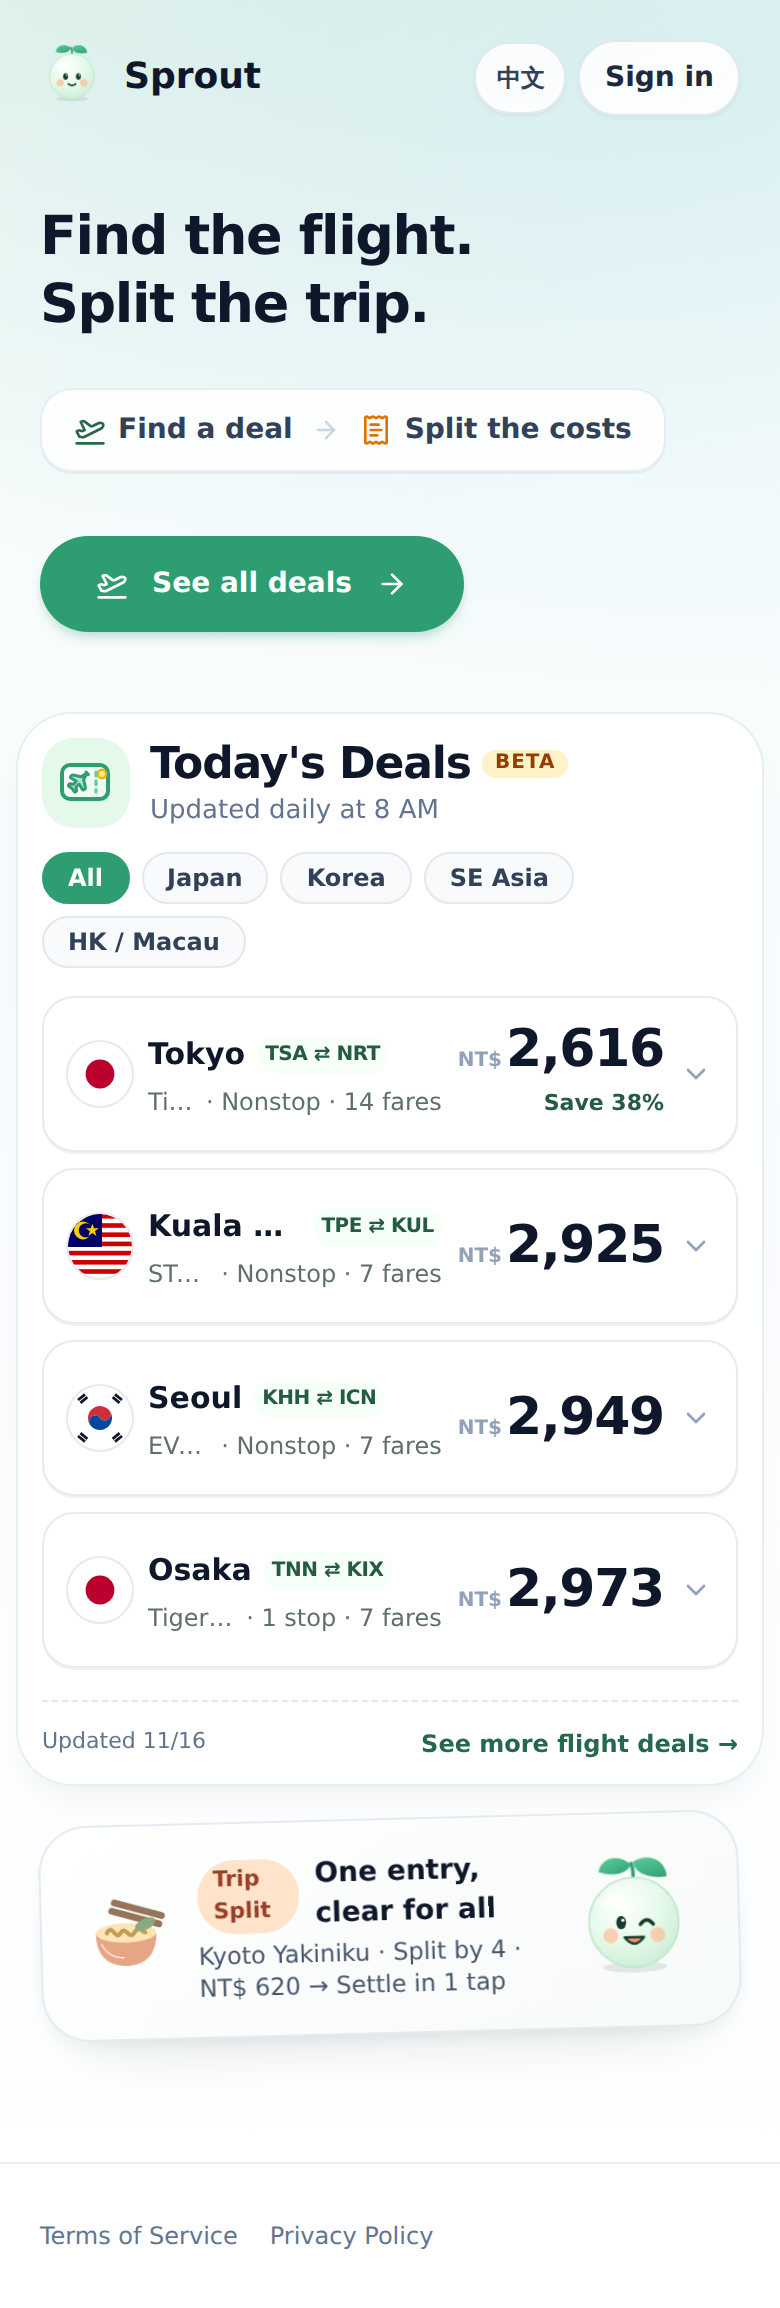 Sprout
中文
Sign in
Find the flight.
Split the trip.
Find a deal → Split the costs
See all deals →
Today's Deals BETA
Updated daily at 8 AM
All
Japan
Korea
SE Asia
HK / Macau
Tokyo TSA ⇄ NRT
NT$ 2,616
Ti... · Nonstop · 14 fares
Save 38%
Kuala ... TPE ⇄ KUL
NT$ 2,925
ST... · Nonstop · 7 fares
Seoul KHH ⇄ ICN
NT$ 2,949
EV... · Nonstop · 7 fares
Osaka TNN ⇄ KIX
NT$ 2,973
Tiger... · 1 stop · 7 fares
Updated 11/16
See more flight deals →
Trip
Split
One entry,
clear for all
Kyoto Yakiniku · Split by 4 ·
NT$ 620 → Settle in 1 tap
Terms of Service
Privacy Policy